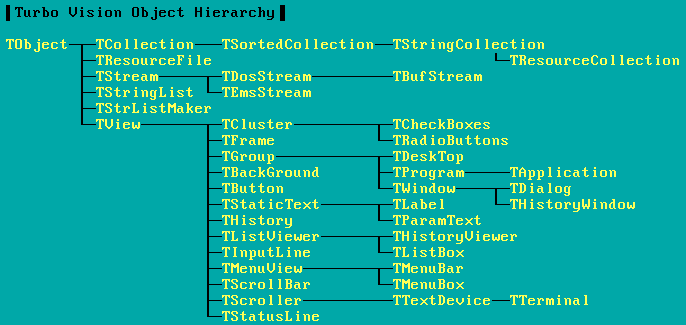 Turbo Vision Object Hierarchy
TObject TCollection TSortedCollection TStringCollection
TResourceFile TResourceCollection
TStream TDosStream TBufStream
TStringList TEmsStream
TStrListMaker
TView TCluster TCheckBoxes
TFrame TRadioButtons
TGroup TDeskTop
TBackGround TProgram TApplication
TButton TWindow TDialog
TStaticText TLabel THistoryWindow
THistory TParamText
TListViewer THistoryViewer
TInputLine TListBox
TMenuView TMenuBar
TScrollBar TMenuBox
TScroller TTextDevice TTerminal
TStatusLine